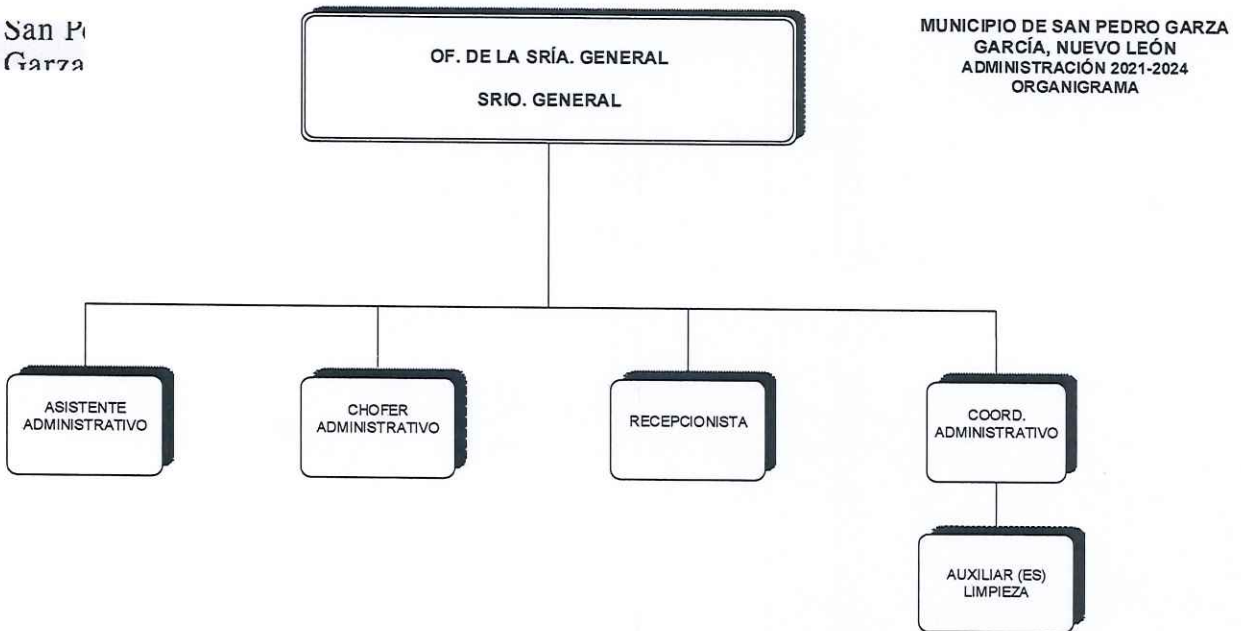 San
Garza
OF. DE LA SRÍA. GENERAL
SRIO. GENERAL
MUNICIPIO DE SAN PEDRO GARZA
GARCÍA, NUEVO LEÓN
ADMINISTRACIÓN 2021-2024
ORGANIGRAMA
ASISTENTE
ADMINISTRATIVO
CHOFER
ADMINISTRATIVO
RECEPCIONISTA
COORD.
ADMINISTRATIVO
AUXILIAR (ES)
LIMPIEZA